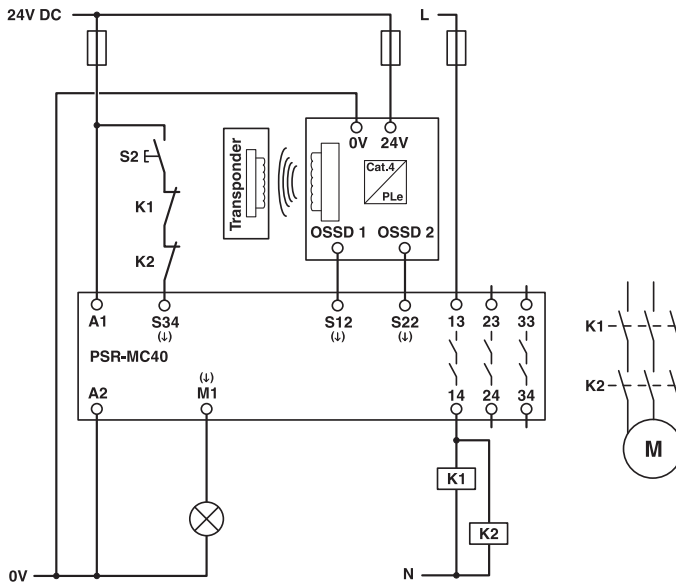 24V DC
L
0V 24V
S2
Transponder
Cat.4
PLe
K1
OSSD 1 OSSD 2
K2
A1 S34 S12 S22 13 23 33
(↓) (↓) (↓)
K1
PSR-MC40
(↓)
A2 M1 14 24 34
K2
M
K1
K2
0V
N